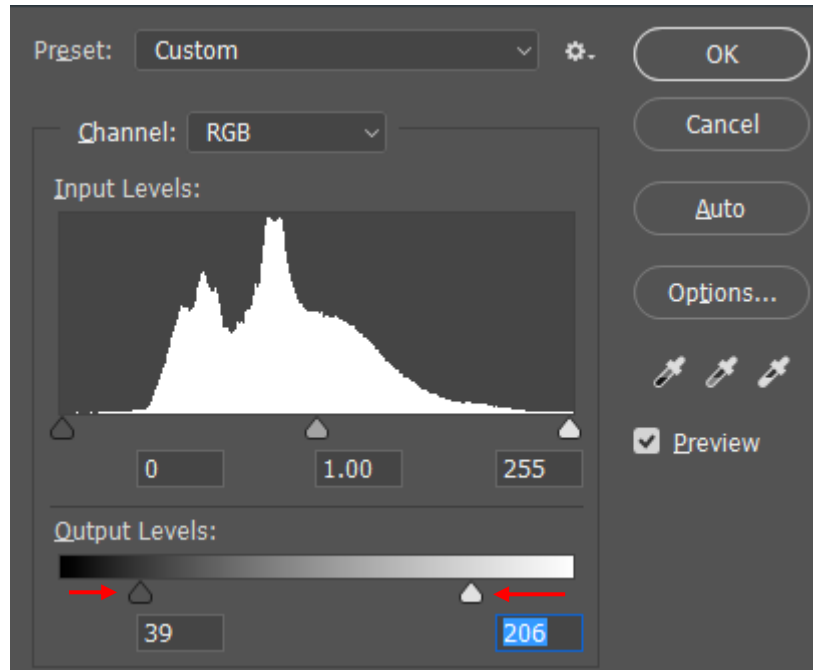 Preset: Custom
OK
Channel: RGB
Cancel
Input Levels:
Auto
Options...
Preview
0 1.00 255
Output Levels:
39 206